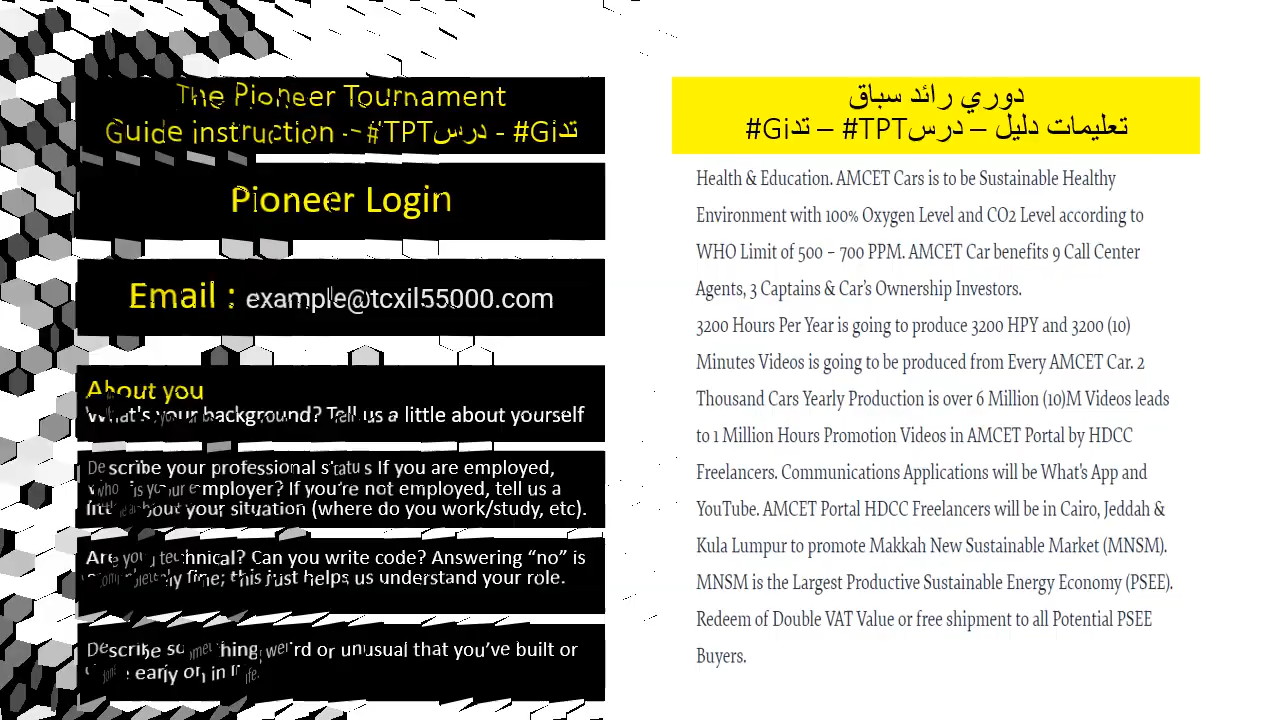 The Pioneer Tournament
Guide instruction -- #TPTدرس - #Giتد
Pioneer Login
Email : example@tcxil55000.com
About you
What's your background? Tell us a little about yourself
Describe your professional status If you are employed,
who is your employer? If you're not employed, tell us a
little about your situation (where do you work/study, etc).
Are you technical? Can you write code? Answering “no” is
completely fine; this just helps us understand your role.
Describe something weird or unusual that you've built or
done early on in life.
دوري رائد سباق
تعليمات دليل – درسTPT# – تدGi#
Health & Education. AMCET Cars is to be Sustainable Healthy
Environment with 100% Oxygen Level and CO2 Level according to
WHO Limit of 500 – 700 PPM. AMCET Car benefits 9 Call Center
Agents, 3 Captains & Car's Ownership Investors.
3200 Hours Per Year is going to produce 3200 HPY and 3200 (10)
Minutes Videos is going to be produced from Every AMCET Car. 2
Thousand Cars Yearly Production is over 6 Million (10)M Videos leads
to 1 Million Hours Promotion Videos in AMCET Portal by HDCC
Freelancers. Communications Applications will be What's App and
YouTube. AMCET Portal HDCC Freelancers will be in Cairo, Jeddah &
Kula Lumpur to promote Makkah New Sustainable Market (MNSM).
MNSM is the Largest Productive Sustainable Energy Economy (PSEE).
Redeem of Double VAT Value or free shipment to all Potential PSEE
Buyers.